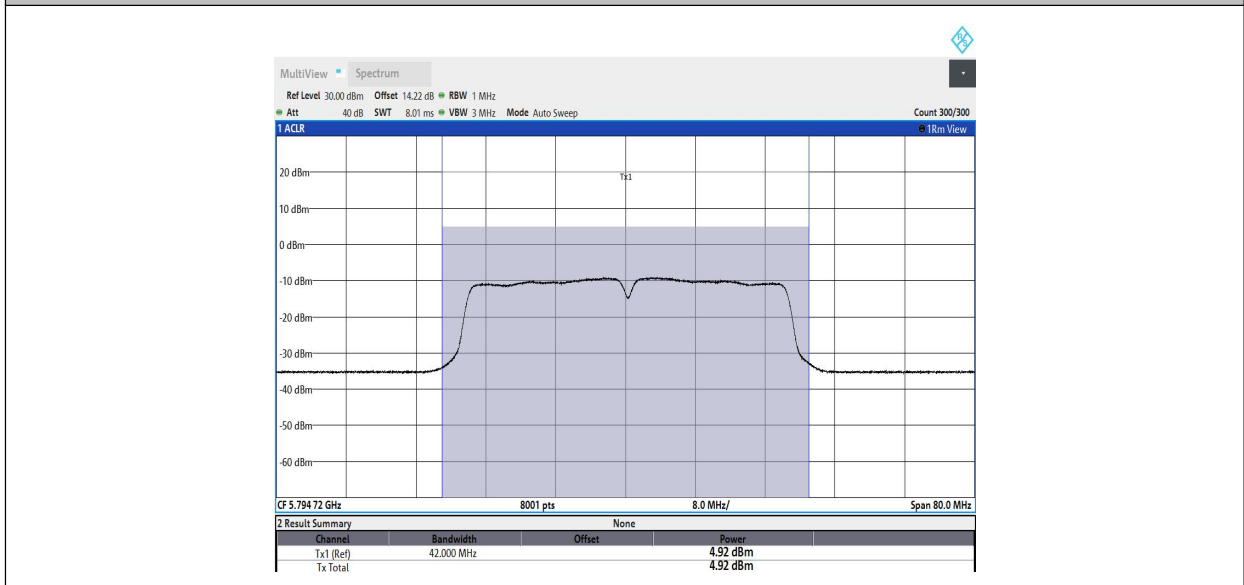 R S
MultiView Spectrum
Ref Level 30.00 dBm Offset 14.22 dB RBW 1 MHz
Att 40 dB SWT 8.01 ms VBW 3 MHz Mode Auto Sweep Count 300/300
1 ACLR 1Rm View
Tx1
20 dBm
10 dBm
0 dBm
-10 dBm
-20 dBm
-30 dBm
-40 dBm
-50 dBm
-60 dBm
CF 5.794 72 GHz 8001 pts 8.0 MHz/ Span 80.0 MHz
2 Result Summary None
Channel Bandwidth Offset Power
Tx1 (Ref) 42.000 MHz 4.92 dBm
Tx Total 4.92 dBm